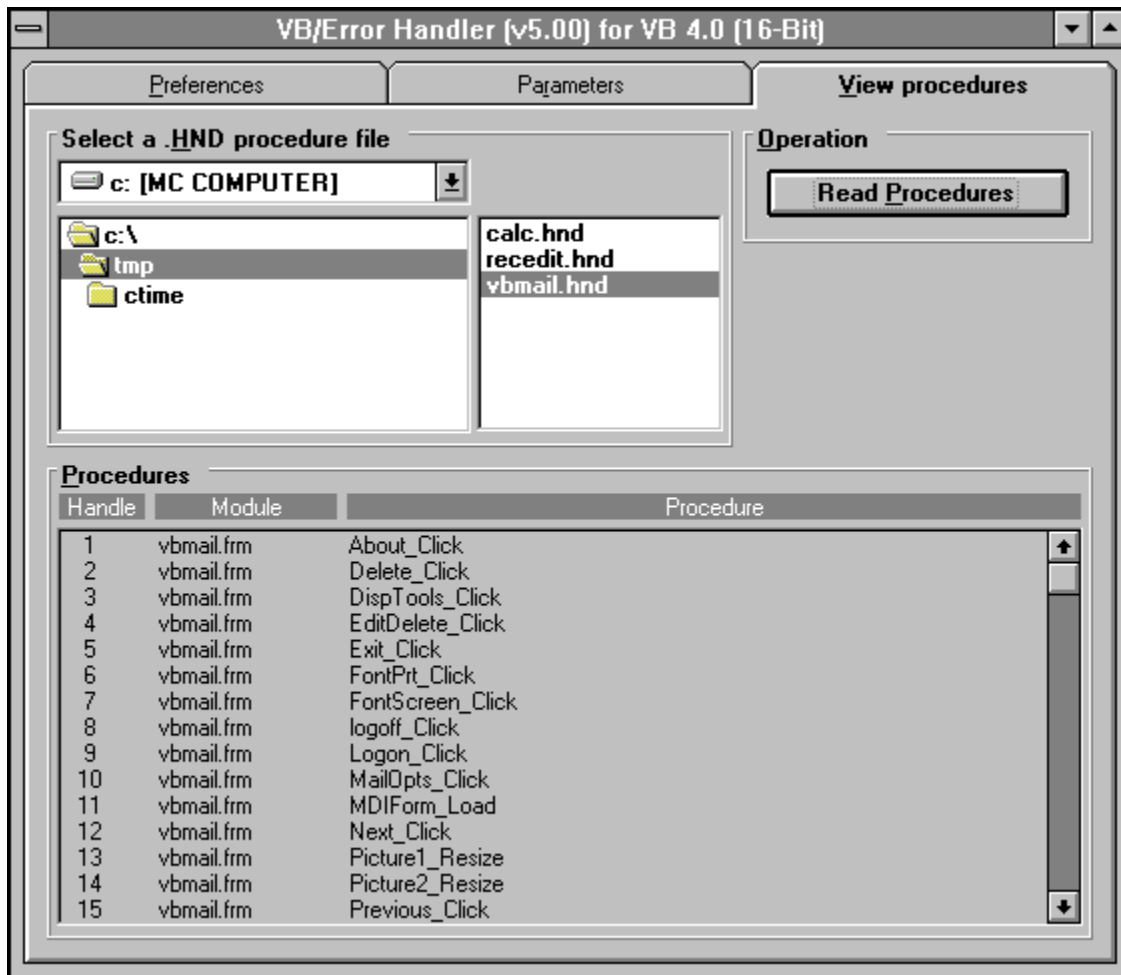 VB/Error Handler (v5.00) for VB 4.0 (16-Bit)
Preferences Parameters View procedures
Select a .HND procedure file
c: [MC COMPUTER]
c:\
tmp
ctime
calc.hnd
recedit.hnd
vbmail.hnd
Operation
Read Procedures
Procedures
Handle Module Procedure
1 vbmail.frm About_Click
2 vbmail.frm Delete_Click
3 vbmail.frm DispTools_Click
4 vbmail.frm EditDelete_Click
5 vbmail.frm Exit_Click
6 vbmail.frm FontPrt_Click
7 vbmail.frm FontScreen_Click
8 vbmail.frm logoff_Click
9 vbmail.frm Logon_Click
10 vbmail.frm MailOpts_Click
11 vbmail.frm MDIForm_Load
12 vbmail.frm Next_Click
13 vbmail.frm Picture1_Resize
14 vbmail.frm Picture2_Resize
15 vbmail.frm Previous_Click